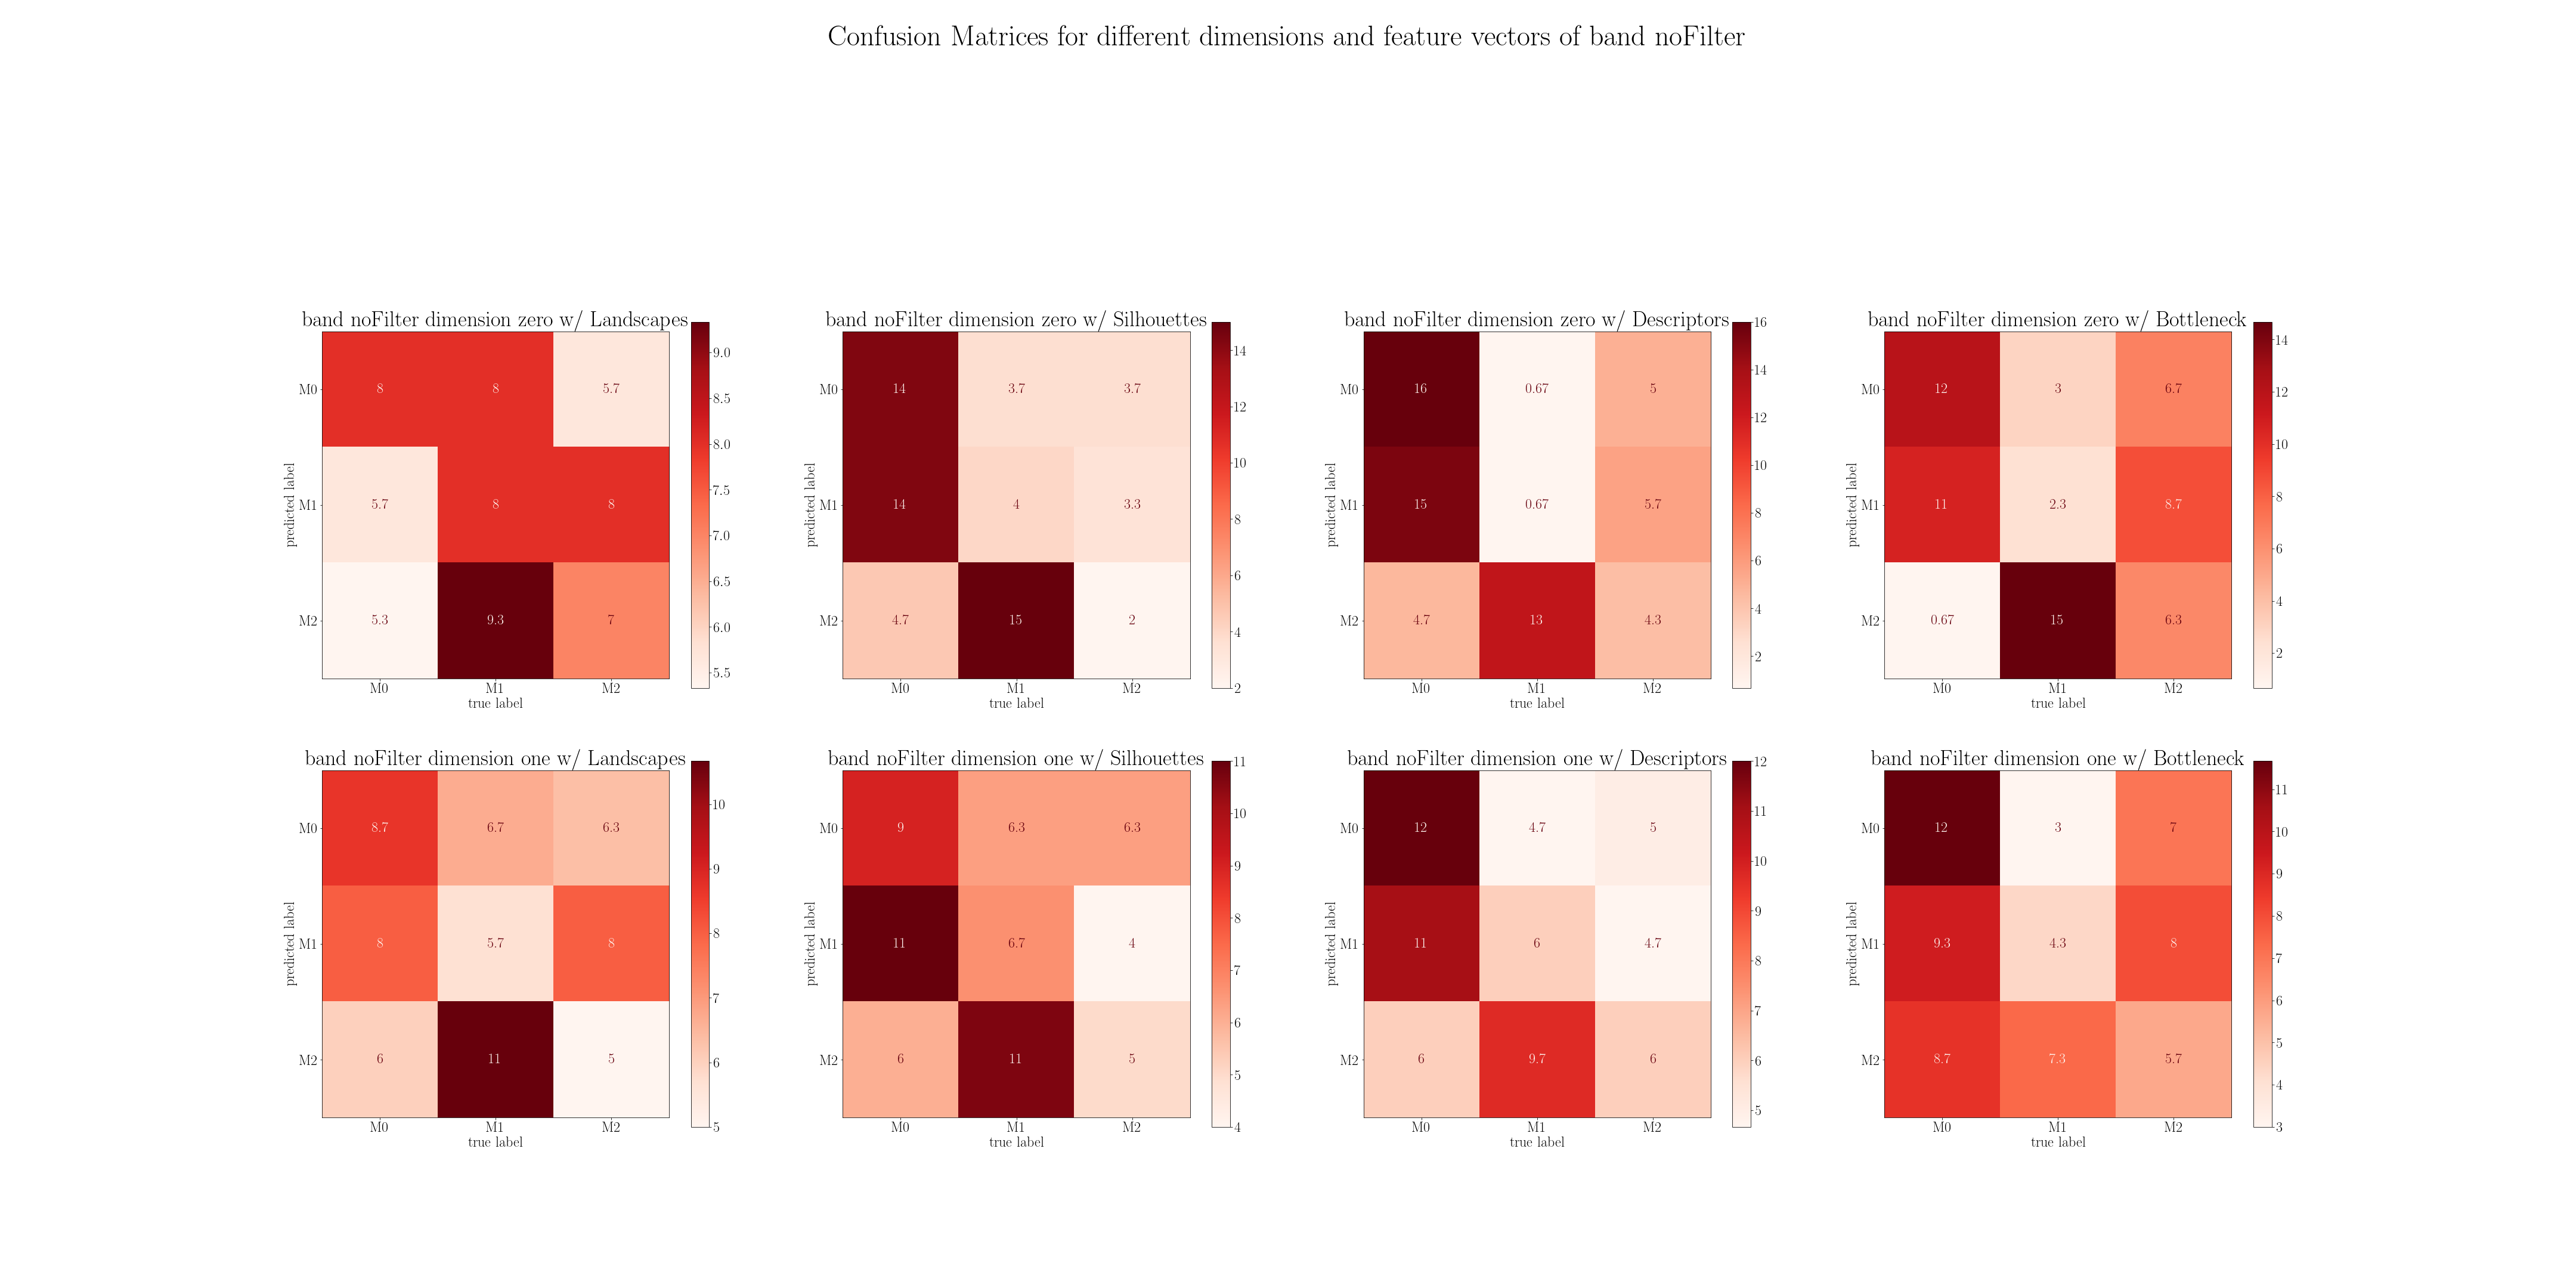 Confusion Matrices for different dimensions and feature vectors of band noFilter
band noFilter dimension zero w/ Landscapes
M0 8 8 5.7
M1 5.7 8 8
M2 5.3 9.3 7
M0 M1 M2
true label
predicted label
9.0
8.5
8.0
7.5
7.0
6.5
6.0
5.5
band noFilter dimension zero w/ Silhouettes
M0 14 3.7 3.7
M1 14 4 3.3
M2 4.7 15 2
M0 M1 M2
true label
predicted label
14
12
10
8
6
4
2
band noFilter dimension zero w/ Descriptors
M0 16 0.67 5
M1 15 0.67 5.7
M2 4.7 13 4.3
M0 M1 M2
true label
predicted label
16
14
12
10
8
6
4
2
band noFilter dimension zero w/ Bottleneck
M0 12 3 6.7
M1 11 2.3 8.7
M2 0.67 15 6.3
M0 M1 M2
true label
predicted label
14
12
10
8
6
4
2
band noFilter dimension one w/ Landscapes
M0 8.7 6.7 6.3
M1 8 5.7 8
M2 6 11 5
M0 M1 M2
true label
predicted label
10
9
8
7
6
5
band noFilter dimension one w/ Silhouettes
M0 9 6.3 6.3
M1 11 6.7 4
M2 6 11 5
M0 M1 M2
true label
predicted label
11
10
9
8
7
6
5
4
band noFilter dimension one w/ Descriptors
M0 12 4.7 5
M1 11 6 4.7
M2 6 9.7 6
M0 M1 M2
true label
predicted label
12
11
10
9
8
7
6
5
band noFilter dimension one w/ Bottleneck
M0 12 3 7
M1 9.3 4.3 8
M2 8.7 7.3 5.7
M0 M1 M2
true label
predicted label
11
10
9
8
7
6
5
4
3